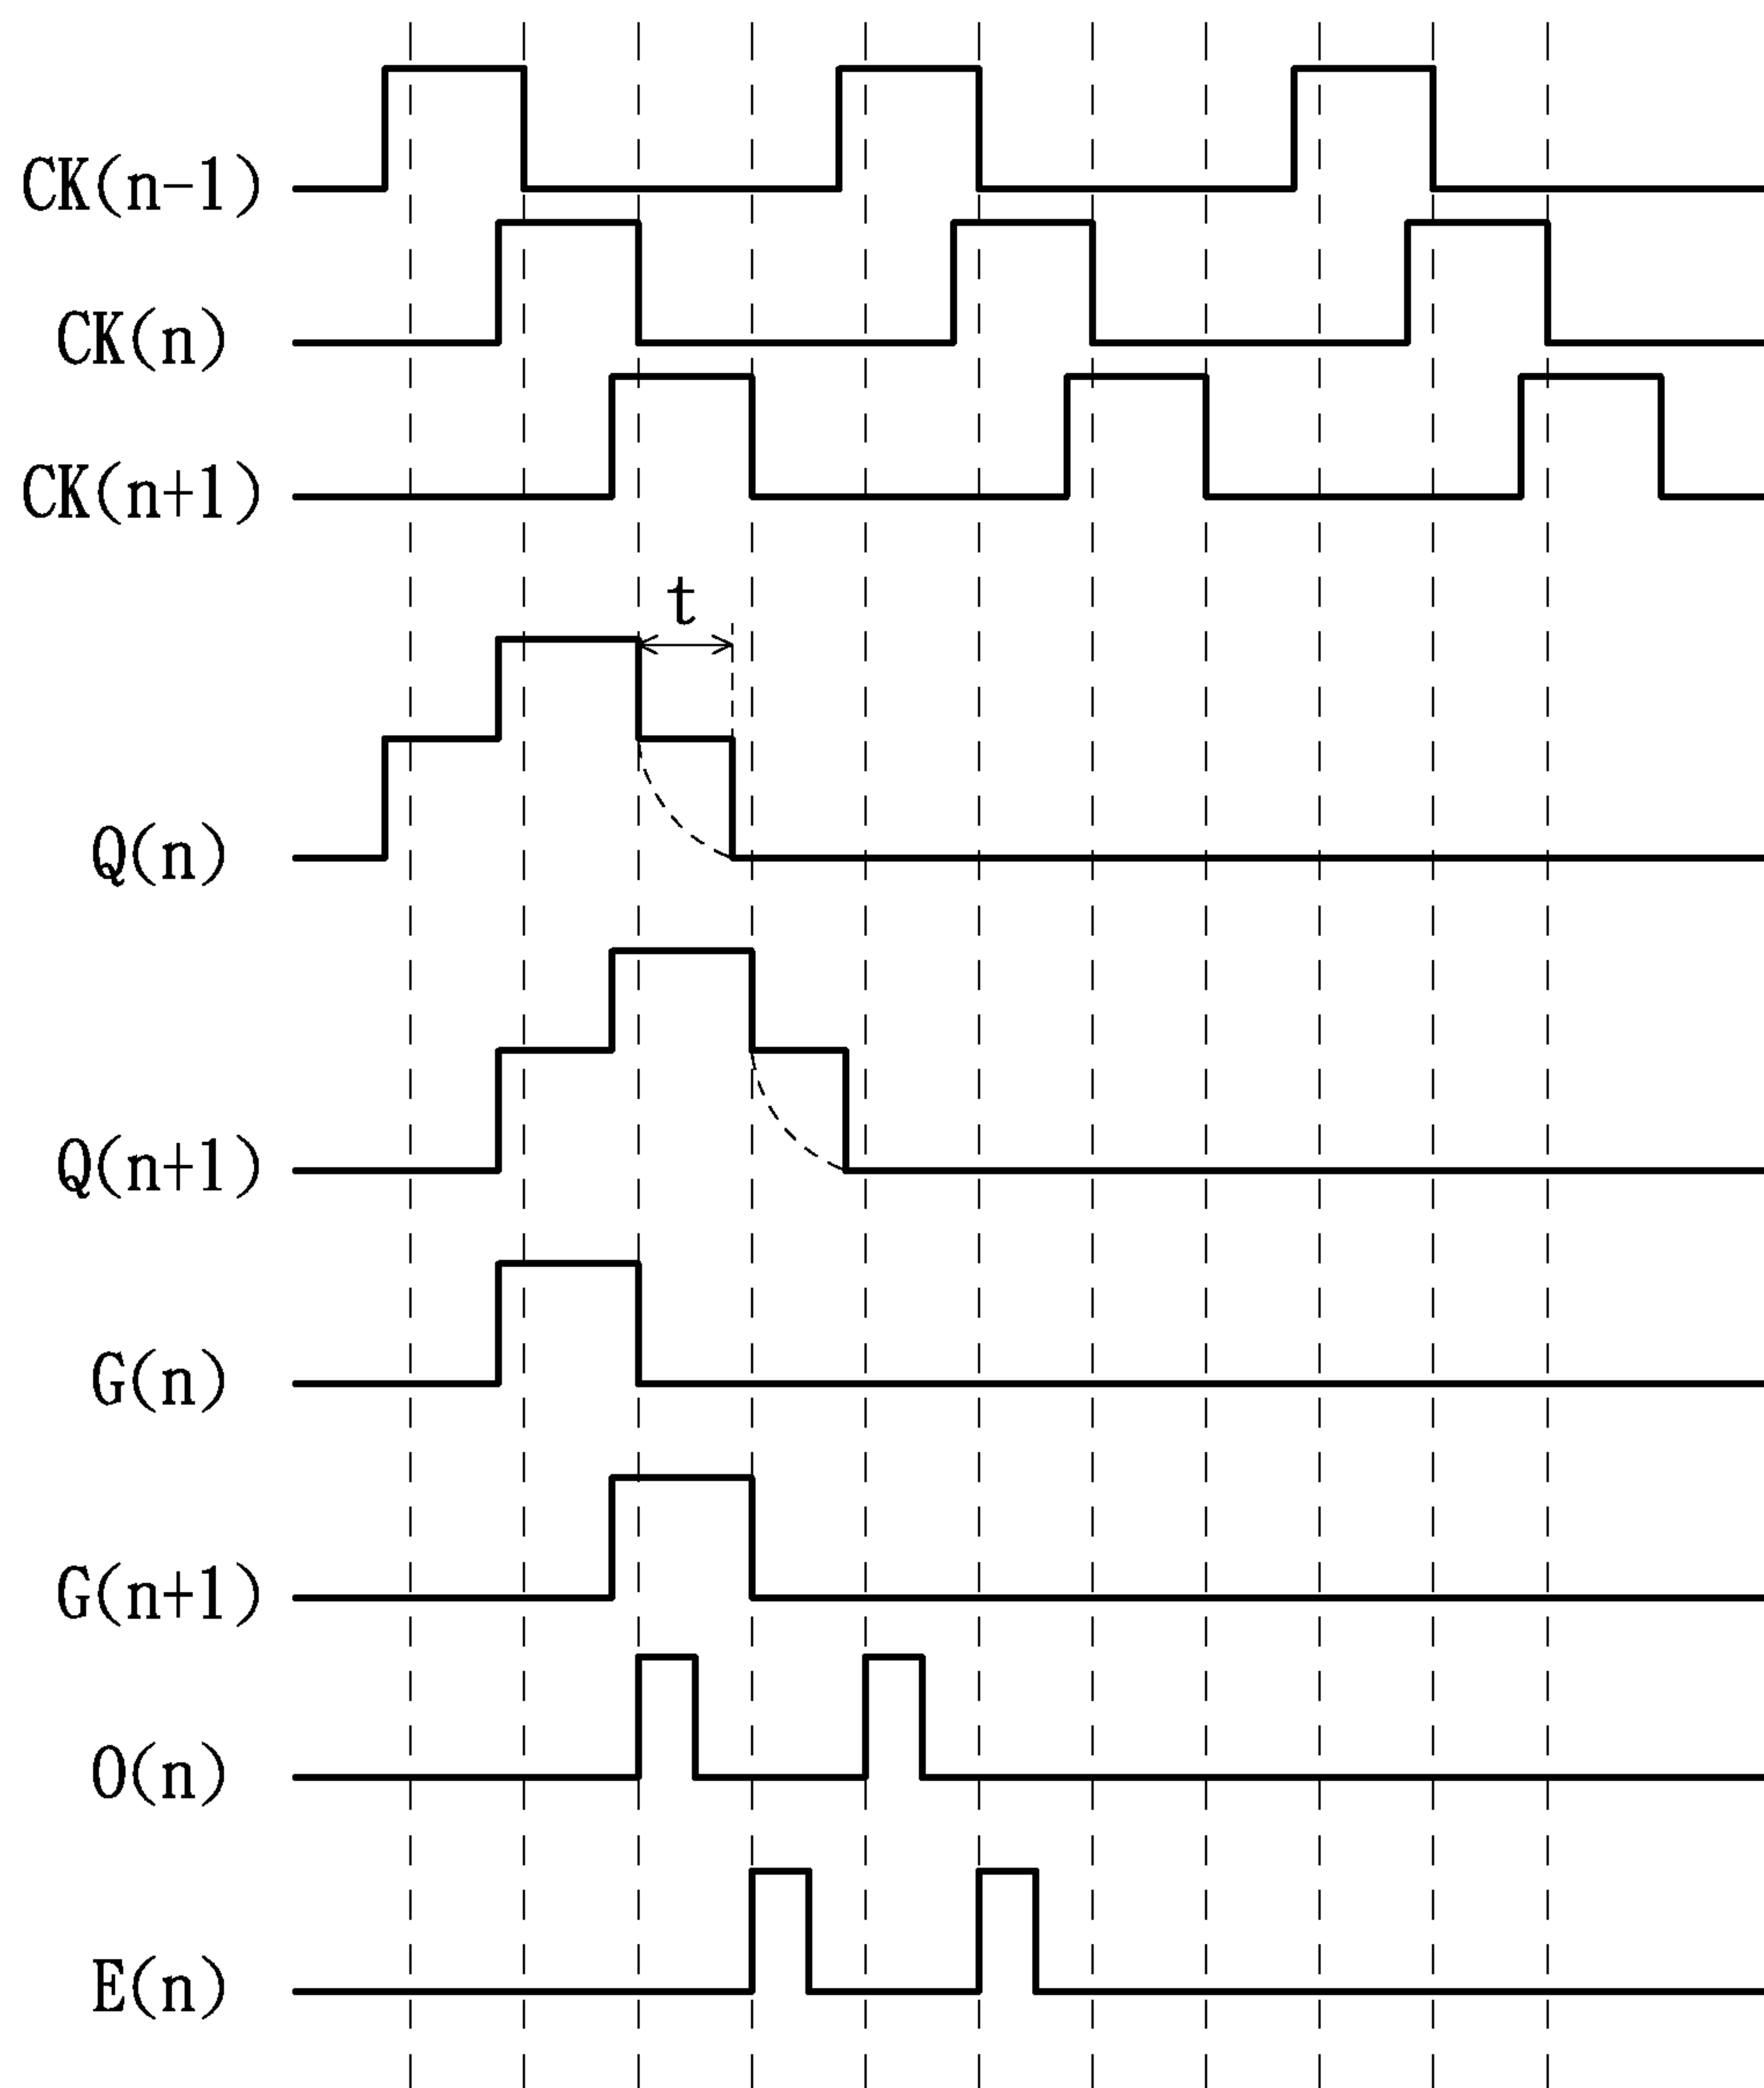 CK(n-1)
CK(n)
CK(n+1)
t
Q(n)
Q(n+1)
G(n)
G(n+1)
O(n)
E(n)